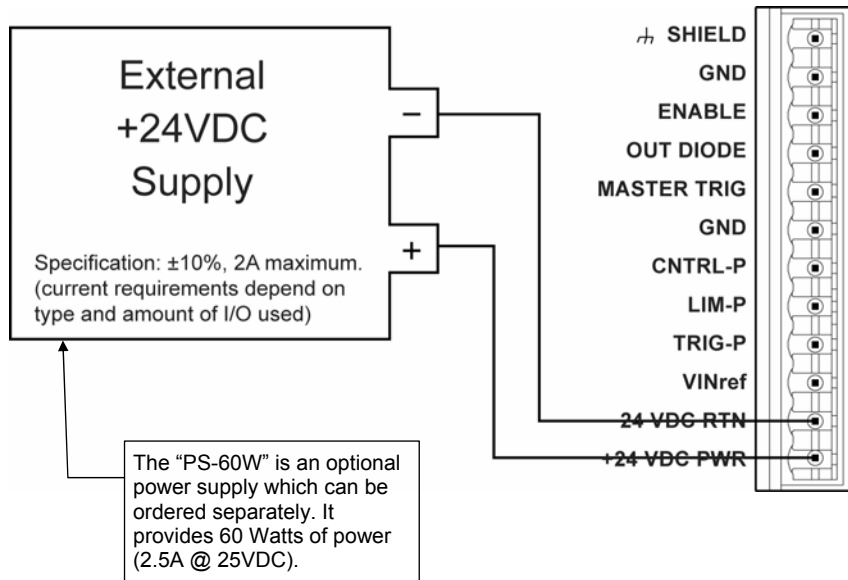 External
+24VDC
Supply
Specification: ±10%, 2A maximum.
(current requirements depend on
type and amount of I/O used)
−
+
The “PS-60W” is an optional
power supply which can be
ordered separately. It
provides 60 Watts of power
(2.5A @ 25VDC).
SHIELD
GND
ENABLE
OUT DIODE
MASTER TRIG
GND
CNTRL-P
LIM-P
TRIG-P
VINref
24 VDC RTN
+24 VDC PWR